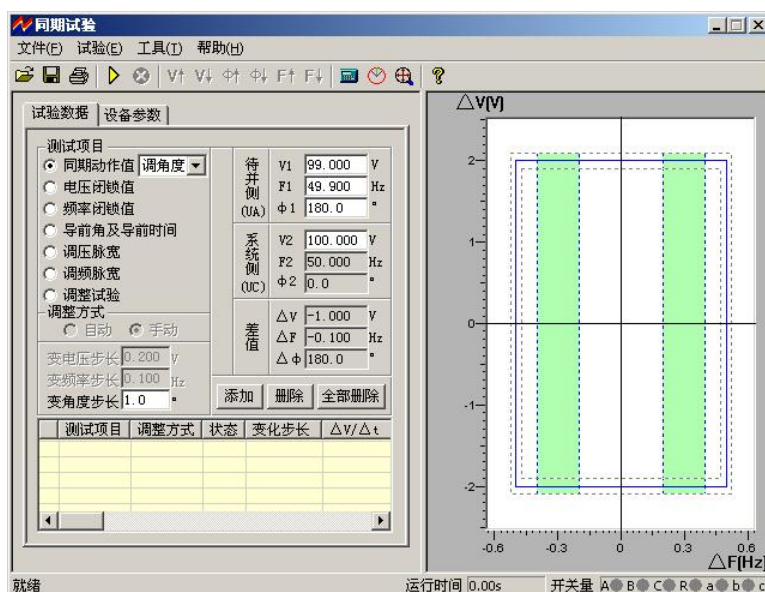 同期试验
文件(F) 试验(E) 工具(T) 帮助(H)
V↑ V↓ Φ↑ Φ↓ F↑ F↓
试验数据 设备参数
测试项目
同期动作值 调角度
电压闭锁值
频率闭锁值
导前角及导前时间
调压脉宽
调频脉宽
调整试验
调整方式
自动 手动
变电压步长 0.200 V
变频率步长 0.100 Hz
变角度步长 1.0 °
待并侧(UA)
V1 99.000 V
F1 49.900 Hz
Φ1 180.0 °
系统侧(UC)
V2 100.000 V
F2 50.000 Hz
Φ2 0.0 °
差值
△V -1.000 V
△F -0.100 Hz
△Φ 180.0 °
添加 删除 全部删除
测试项目 调整方式 状态 变化步长 △V/△t
△V(V)
2
1
0
-1
-2
-0.6 -0.3 0 0.3 0.6
△F(Hz)
就绪 运行时间 0.00s 开关量 A B C R a b c